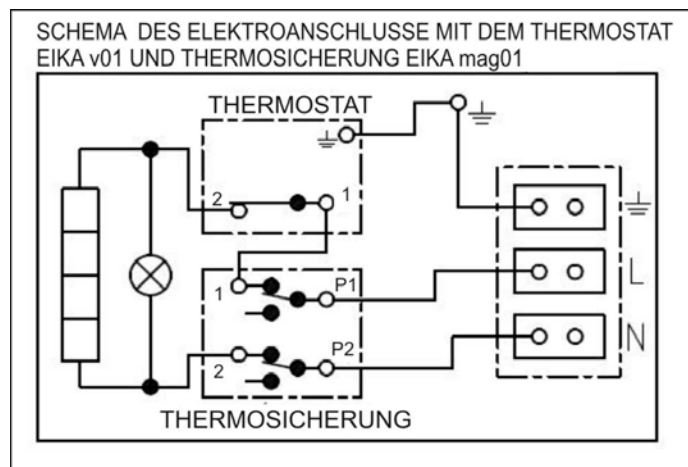 SCHEMA DES ELEKTROANSCHLUSSE MIT DEM THERMOSTAT
EIKA v01 UND THERMOSICHERUNG EIKA mag01
THERMOSTAT
2
1
1
P1
L
2
P2
N
THERMOSICHERUNG